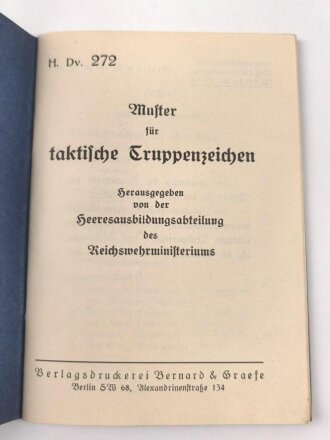 H. Dv. 272
Muster
für
taktische Truppenzeichen
Herausgegeben
von der
Heeresausbildungsabteilung
des
Reichswehrministeriums
Verlagsdruckerei Bernard & Graefe
Berlin SW 68, Alexandrinenstraße 134